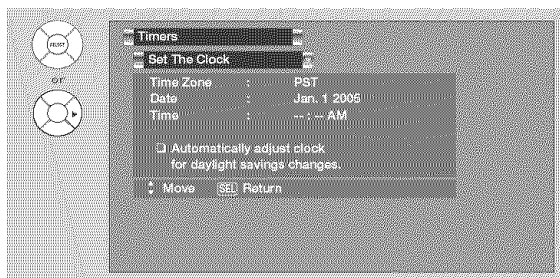 ADJUST
or
Timers
Set The Clock
Time Zone : PST
Date : Jan. 1 2005
Time : -- : -- AM
❏ Automatically adjust clock
for daylight savings changes.
Move SEL Return